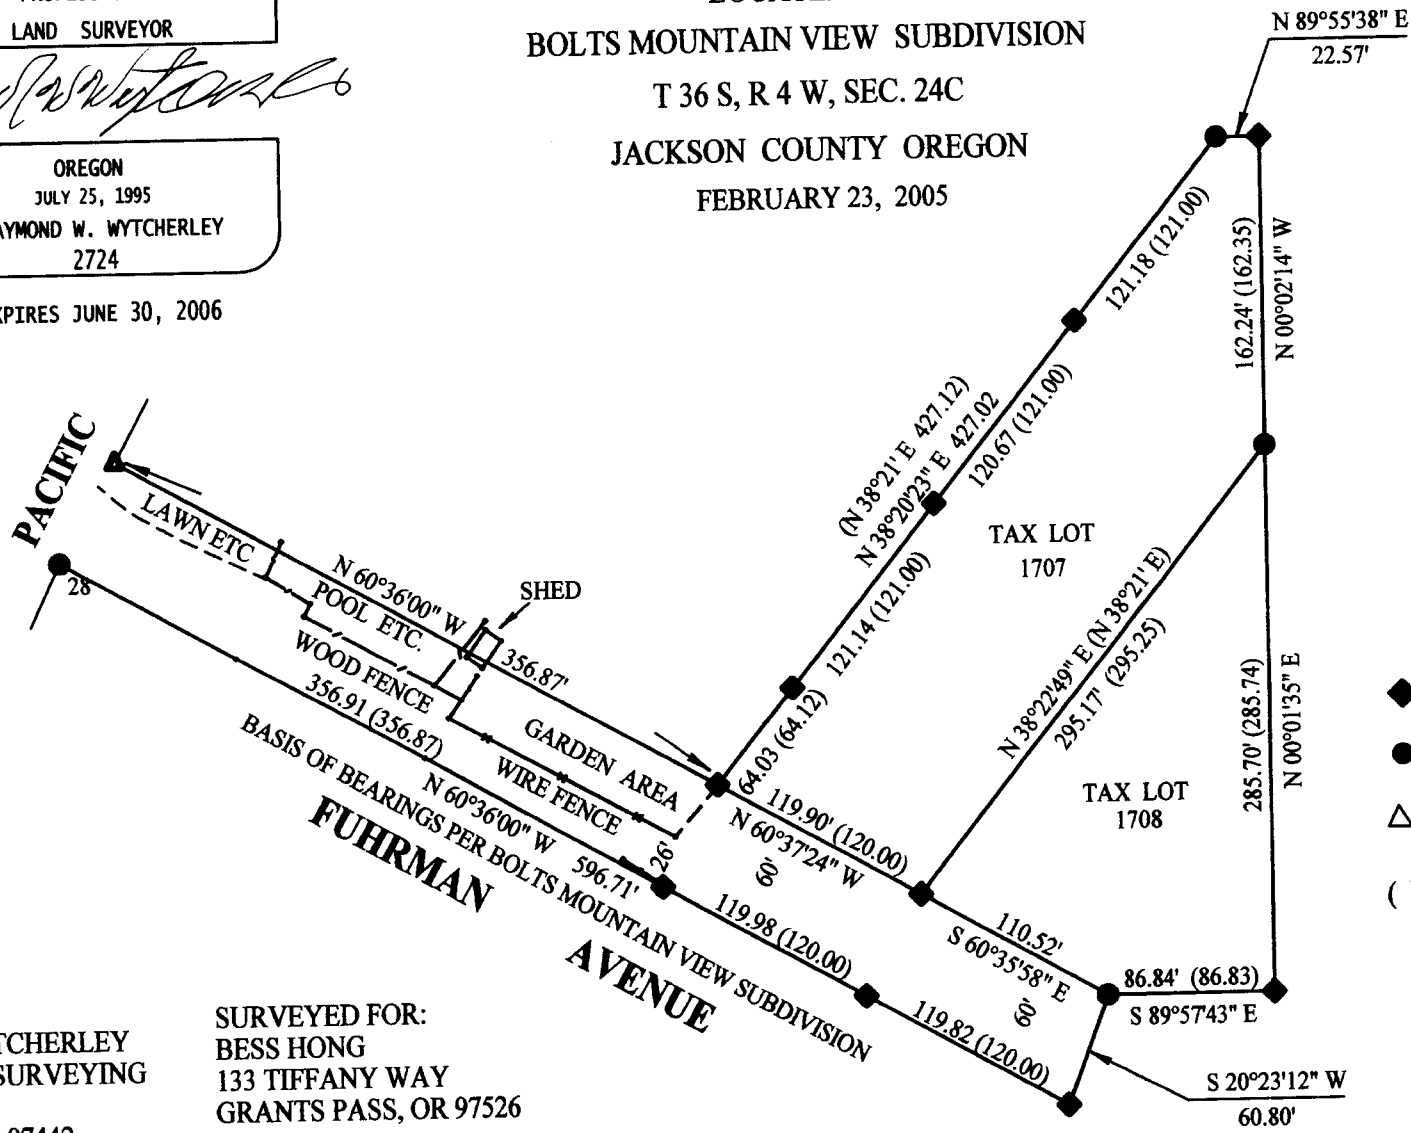 LAND SURVEYOR
OREGON
JULY 25, 1995
RAYMOND W. WYTCHERLEY
2724
EXPIRES JUNE 30, 2006
BOLTS MOUNTAIN VIEW SUBDIVISION
T 36 S, R 4 W, SEC. 24C
JACKSON COUNTY OREGON
FEBRUARY 23, 2005
N 89°55'38" E
22.57'
121.18 (121.00)
162.24' (162.35)
N 00°02'14" W
(N 38°21' E 427.12)
N 38°20'23" E 427.02
120.67 (121.00)
TAX LOT
1707
121.14 (121.00)
64.03 (64.12)
N 38°22'49" E (N 38°21' E)
295.17' (295.25)
285.70' (285.74)
N 00°01'35" E
TAX LOT
1708
PACIFIC
28
LAWN ETC
N 60°36'00" W
356.87'
POOL ETC.
SHED
WOOD FENCE
356.91 (356.87)
GARDEN AREA
WIRE FENCE
N 60°36'00" W 596.71'
BASIS OF BEARINGS PER BOLTS MOUNTAIN VIEW SUBDIVISION
FUHRMAN AVENUE
26'
60'
119.90' (120.00)
N 60°37'24" W
119.98 (120.00)
110.52'
S 60°35'58" E
60'
119.82 (120.00)
86.84' (86.83)
S 89°57'43" E
S 20°23'12" W
60.80'
(
TCHERLEY
SURVEYING
SURVEYED FOR:
BESS HONG
133 TIFFANY WAY
GRANTS PASS, OR 97526